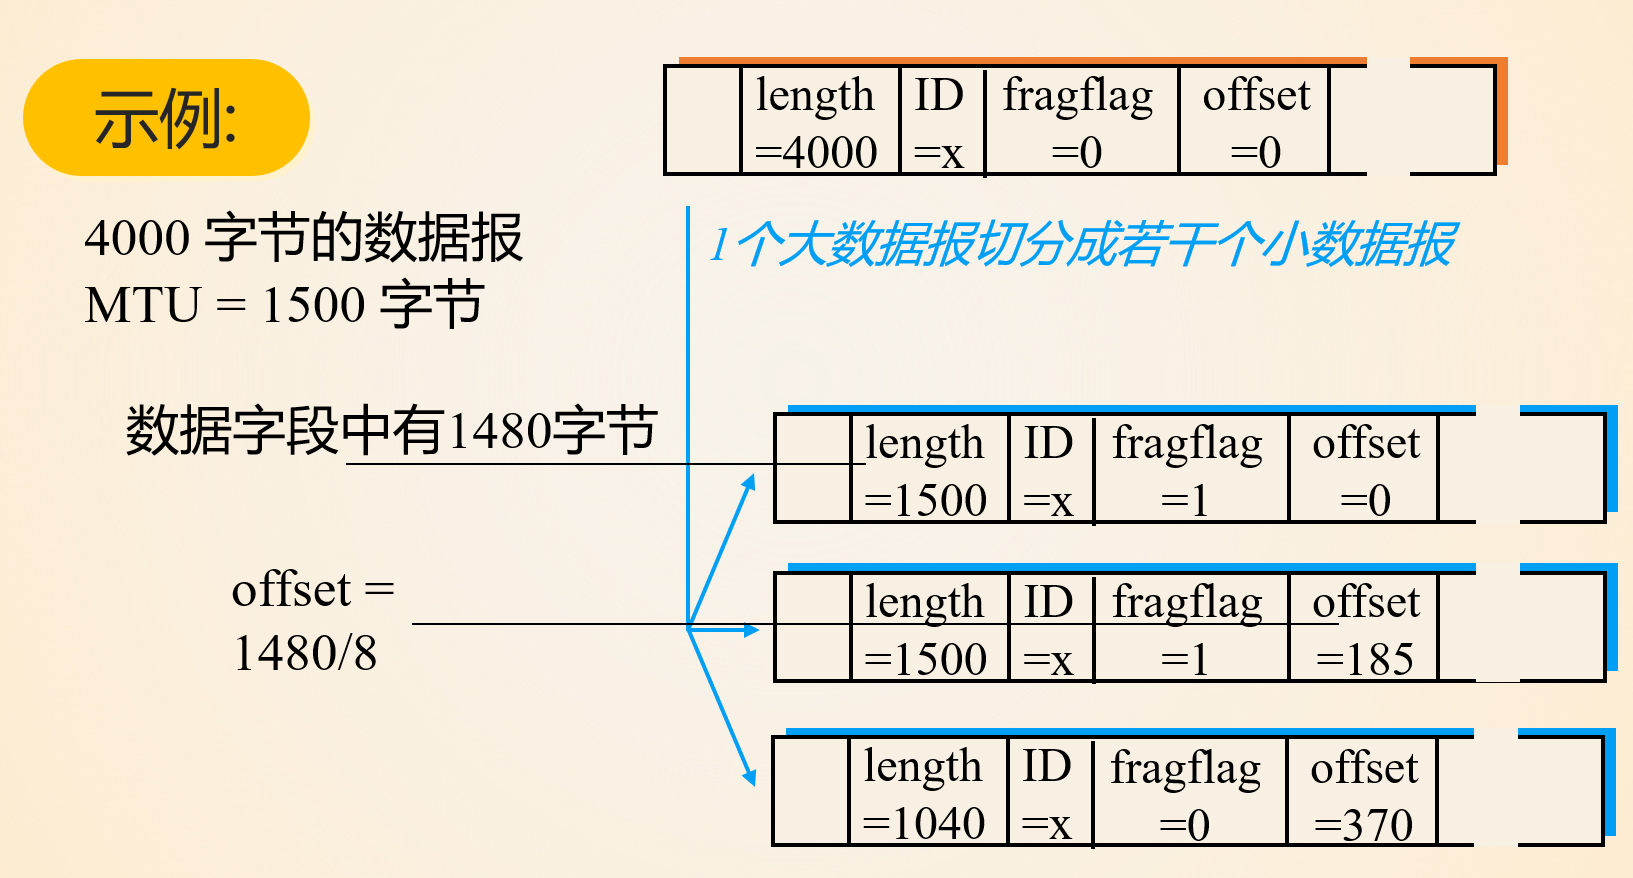 示例:
length ID fragflag offset
=4000 =x =0 =0
4000 字节的数据报
MTU = 1500 字节
1个大数据报切分成若干个小数据报
数据字段中有1480字节
length ID fragflag offset
=1500 =x =1 =0
offset =
1480/8
length ID fragflag offset
=1500 =x =1 =185
length ID fragflag offset
=1040 =x =0 =370